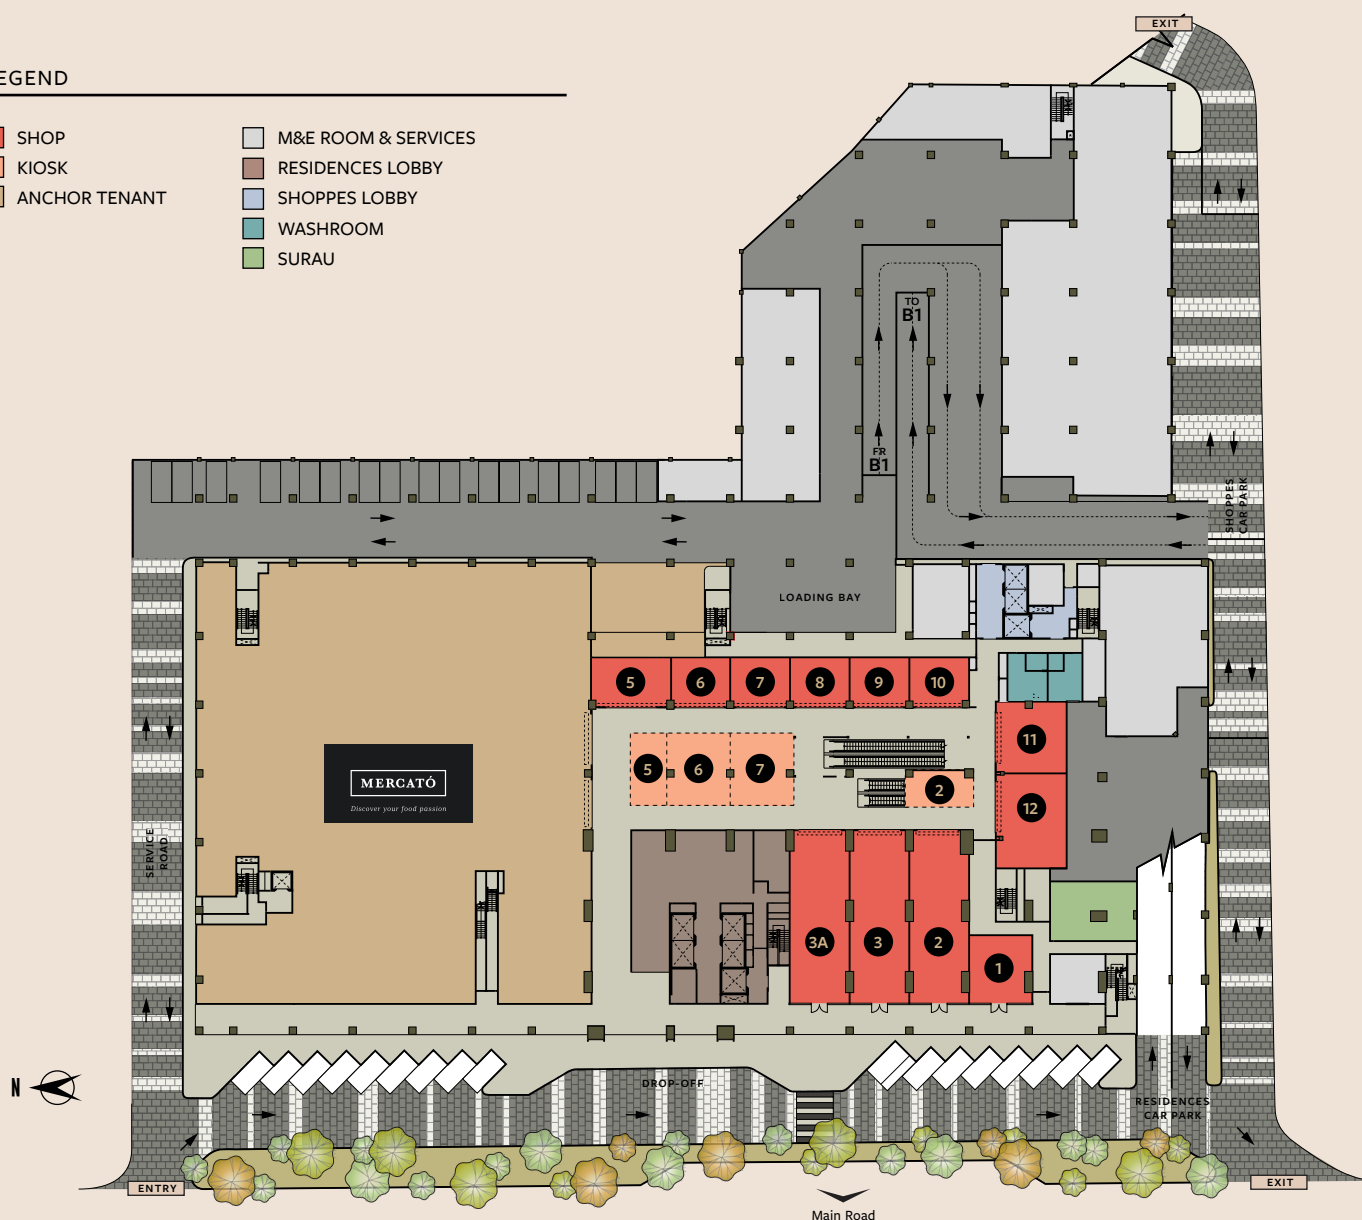 EXIT
EGEND
SHOP
KIOSK
ANCHOR TENANT
M&E ROOM & SERVICES
RESIDENCES LOBBY
SHOPPES LOBBY
WASHROOM
SURAU
TO
B1
FR
B1
SHOPPES
CAR PARK
LOADING BAY
5
6
7
8
9
10
11
12
5
6
7
2
MERCATÓ
Discover your food passion
SERVICE
ROAD
3A
3
2
1
N
DROP-OFF
RESIDENCES
CAR PARK
ENTRY
EXIT
Main Road